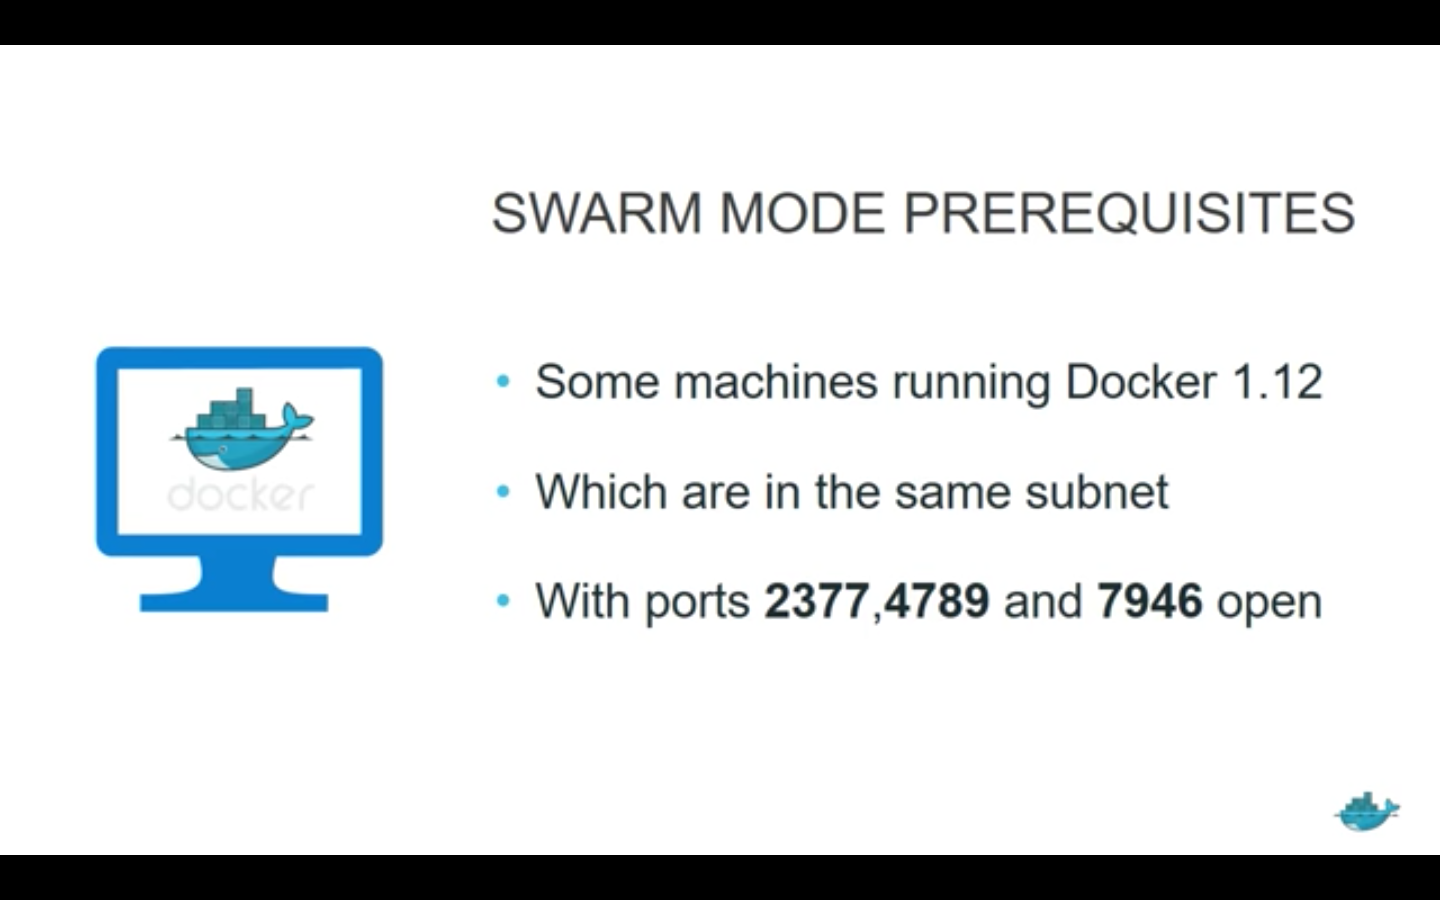 SWARM MODE PREREQUISITES
• Some machines running Docker 1.12
• Which are in the same subnet
• With ports 2377,4789 and 7946 open
docker